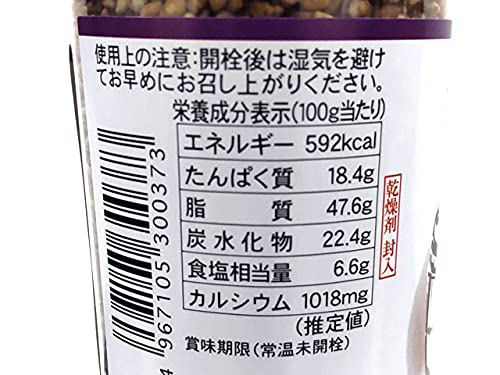 使用上の注意:開栓後は湿気を避け
てお早めにお召し上がりください。
栄養成分表示(100g当たり)
エネルギー 592kcal
たんぱく質 18.4g
脂 質 47.6g
炭水化物 22.4g
食塩相当量 6.6g
カルシウム 1018mg
(推定値)
賞味期限(常温未開栓)
乾燥剤 封入
4 967105 300373